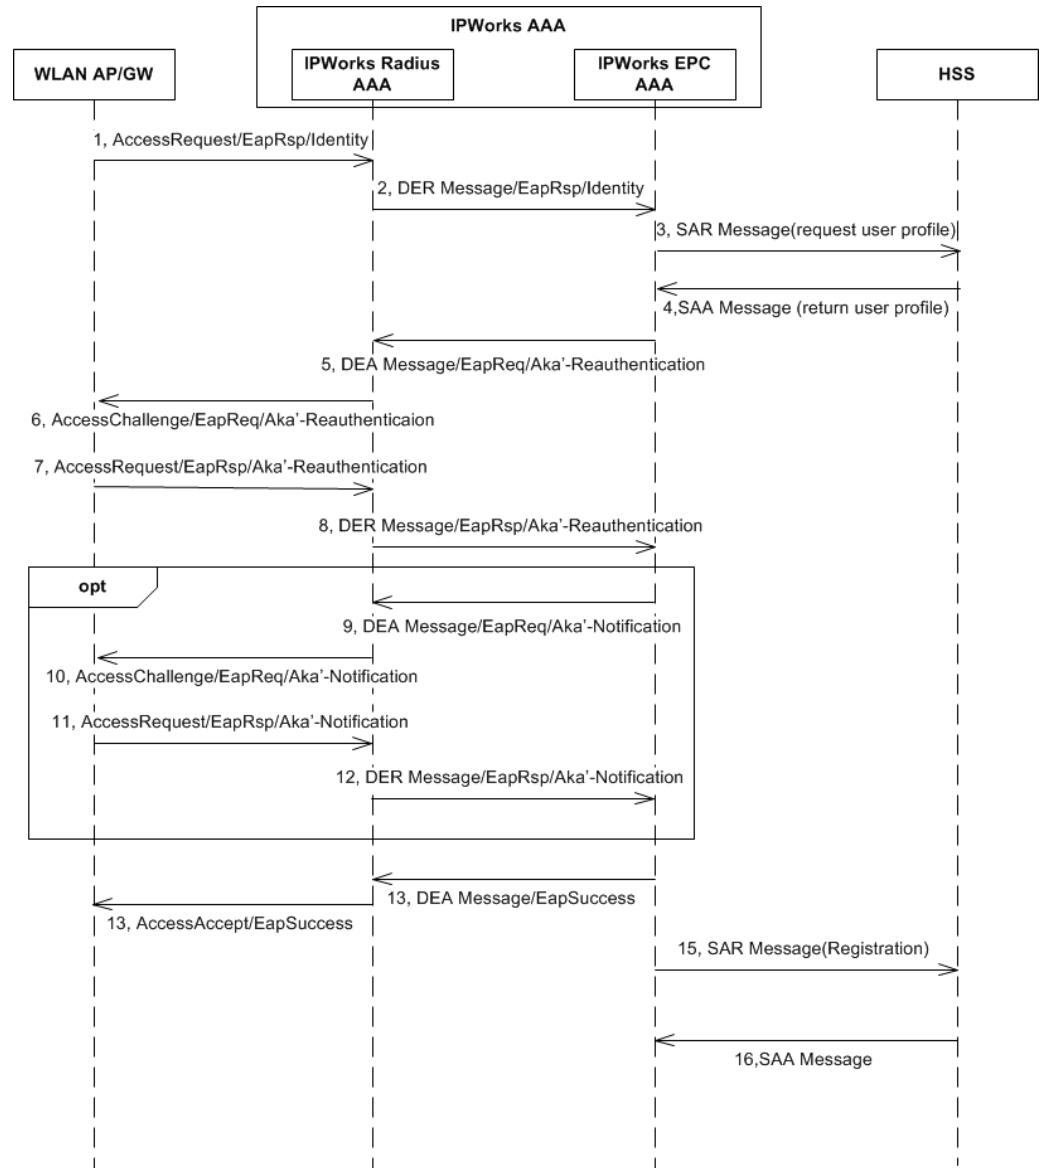 IPWorks AAA
WLAN AP/GW
IPWorks Radius
AAA
IPWorks EPC
AAA
HSS
1, AccessRequest/EapRsp/Identity
2, DER Message/EapRsp/Identity
3, SAR Message(request user profile)
4,SAA Message (return user profile)
5, DEA Message/EapReq/Aka’-Reauthentication
6, AccessChallenge/EapReq/Aka’-Reauthenticaion
7, AccessRequest/EapRsp/Aka’-Reauthentication
8, DER Message/EapRsp/Aka’-Reauthentication
opt
9, DEA Message/EapReq/Aka’-Notification
10, AccessChallenge/EapReq/Aka’-Notification
11, AccessRequest/EapRsp/Aka’-Notification
12, DER Message/EapRsp/Aka’-Notification
13, DEA Message/EapSuccess
13, AccessAccept/EapSuccess
15, SAR Message(Registration)
16,SAA Message